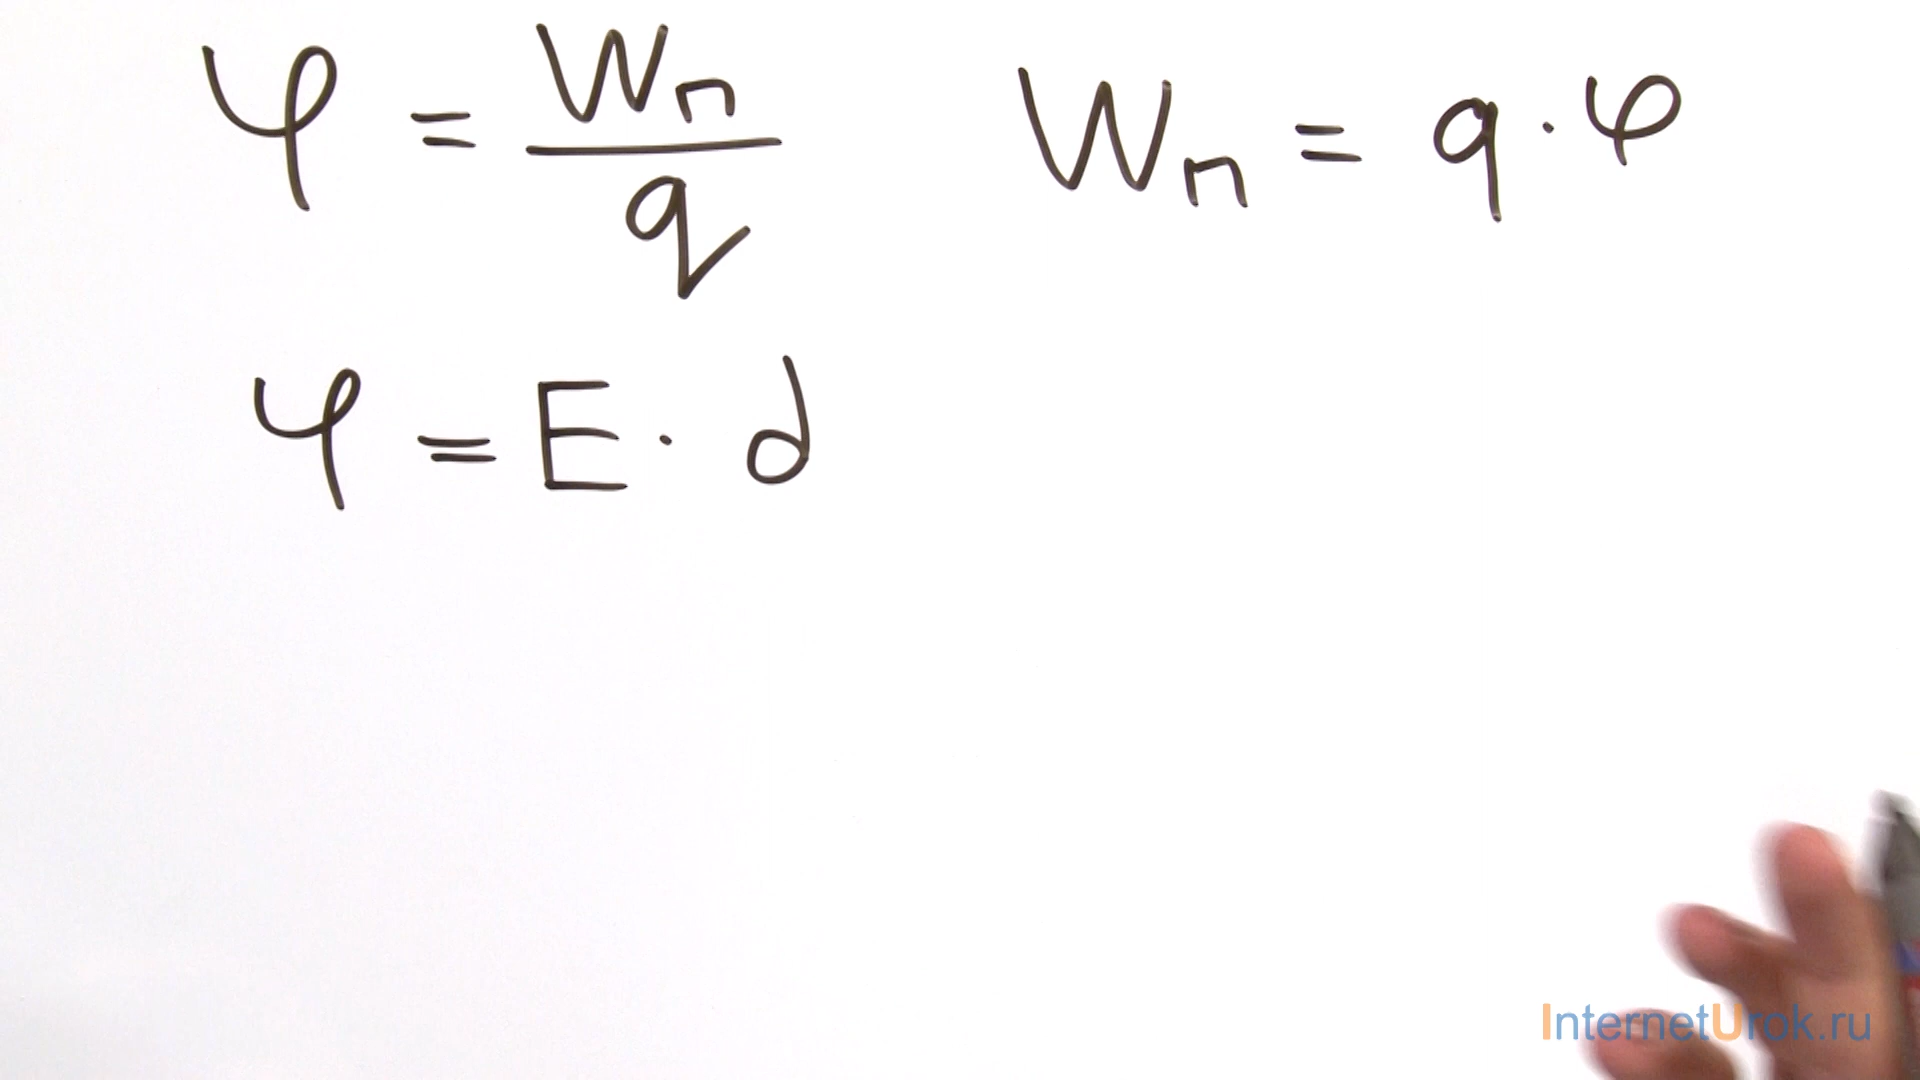 φ = Wп / q
Wп = q · φ
φ = E · d
InternetUrok.ru